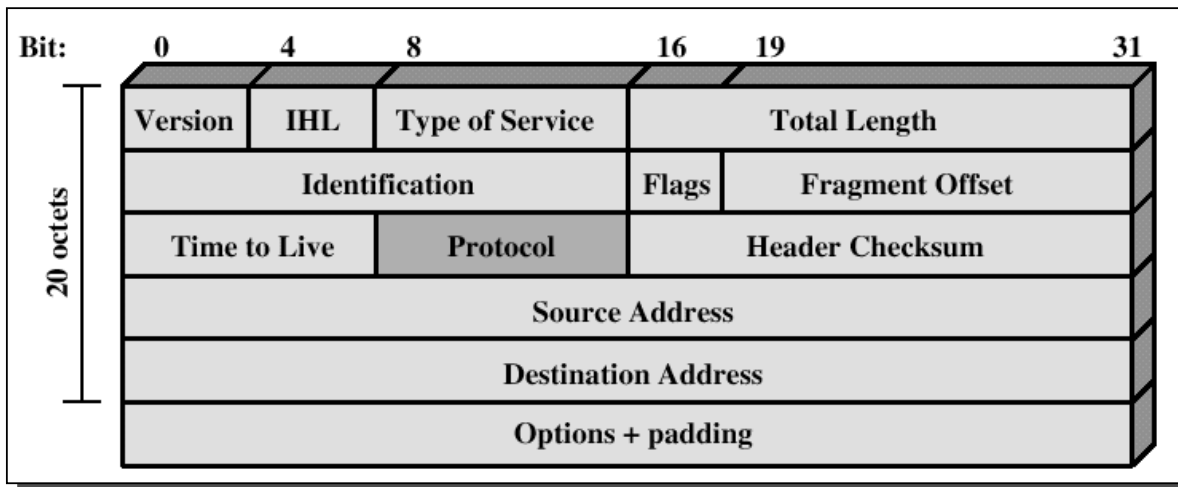 Bit: 0 4 8 16 19 31
Version IHL Type of Service Total Length
Identification Flags Fragment Offset
Time to Live Protocol Header Checksum
Source Address
Destination Address
Options + padding
20 octets